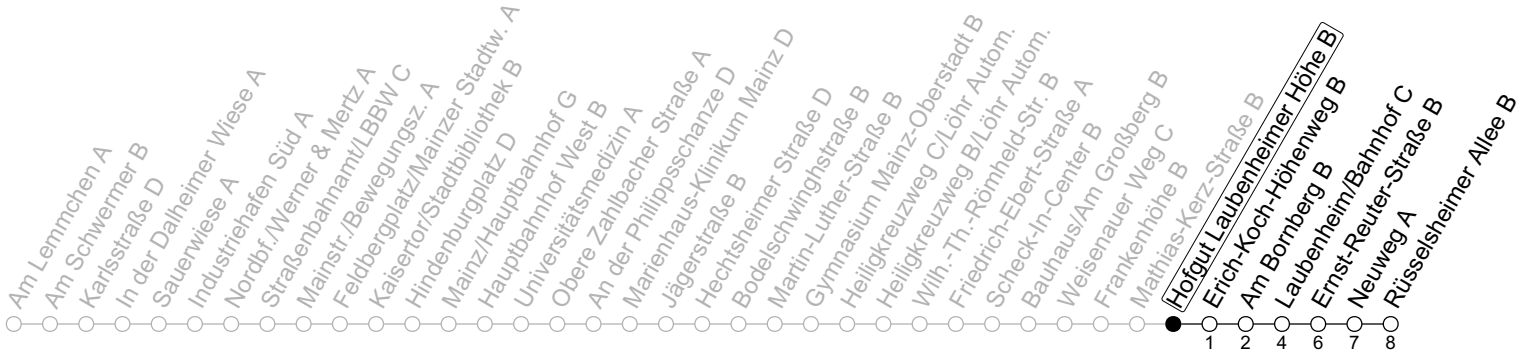 Am Lemmchen A
Am Schwermer B
Karlsstraße D
In der Dalheimer Wiese A
Sauerwiese A
Industriehafen Süd A
Nordbf./Werner & Mertz A
Straßenbahnamt/LBBW C
Mainstr./Bewegungsz. A
Feldbergplatz/Mainzer Stadtw. A
Kaisertor/Stadtbibliothek B
Hindenburgplatz D
Mainz/Hauptbahnhof G
Hauptbahnhof West B
Universitätsmedizin A
Obere Zahlbacher Straße A
An der Philippsschanze D
Marienhaus-Klinikum Mainz D
Jägerstraße B
Hechtsheimer Straße D
Bodelschwinghstraße B
Martin-Luther-Straße B
Gymnasium Mainz-Oberstadt B
Heiligkreuzweg C/Löhr Autom.
Heiligkreuzweg B/Löhr Autom.
Wilh.-Th.-Römheld-Str. B
Friedrich-Ebert-Straße A
Scheck-In-Center B
Bauhaus/Am Großberg B
Weisenauer Weg C
Frankenhöhe B
Mathias-Kerz-Straße B
Hofgut Laubenheimer Höhe B
Erich-Koch-Höhenweg B
Am Bornberg B
Laubenheim/Bahnhof C
Ernst-Reuter-Straße B
Neuweg A
Rüsselsheimer Allee B
1 2 4 6 7 8